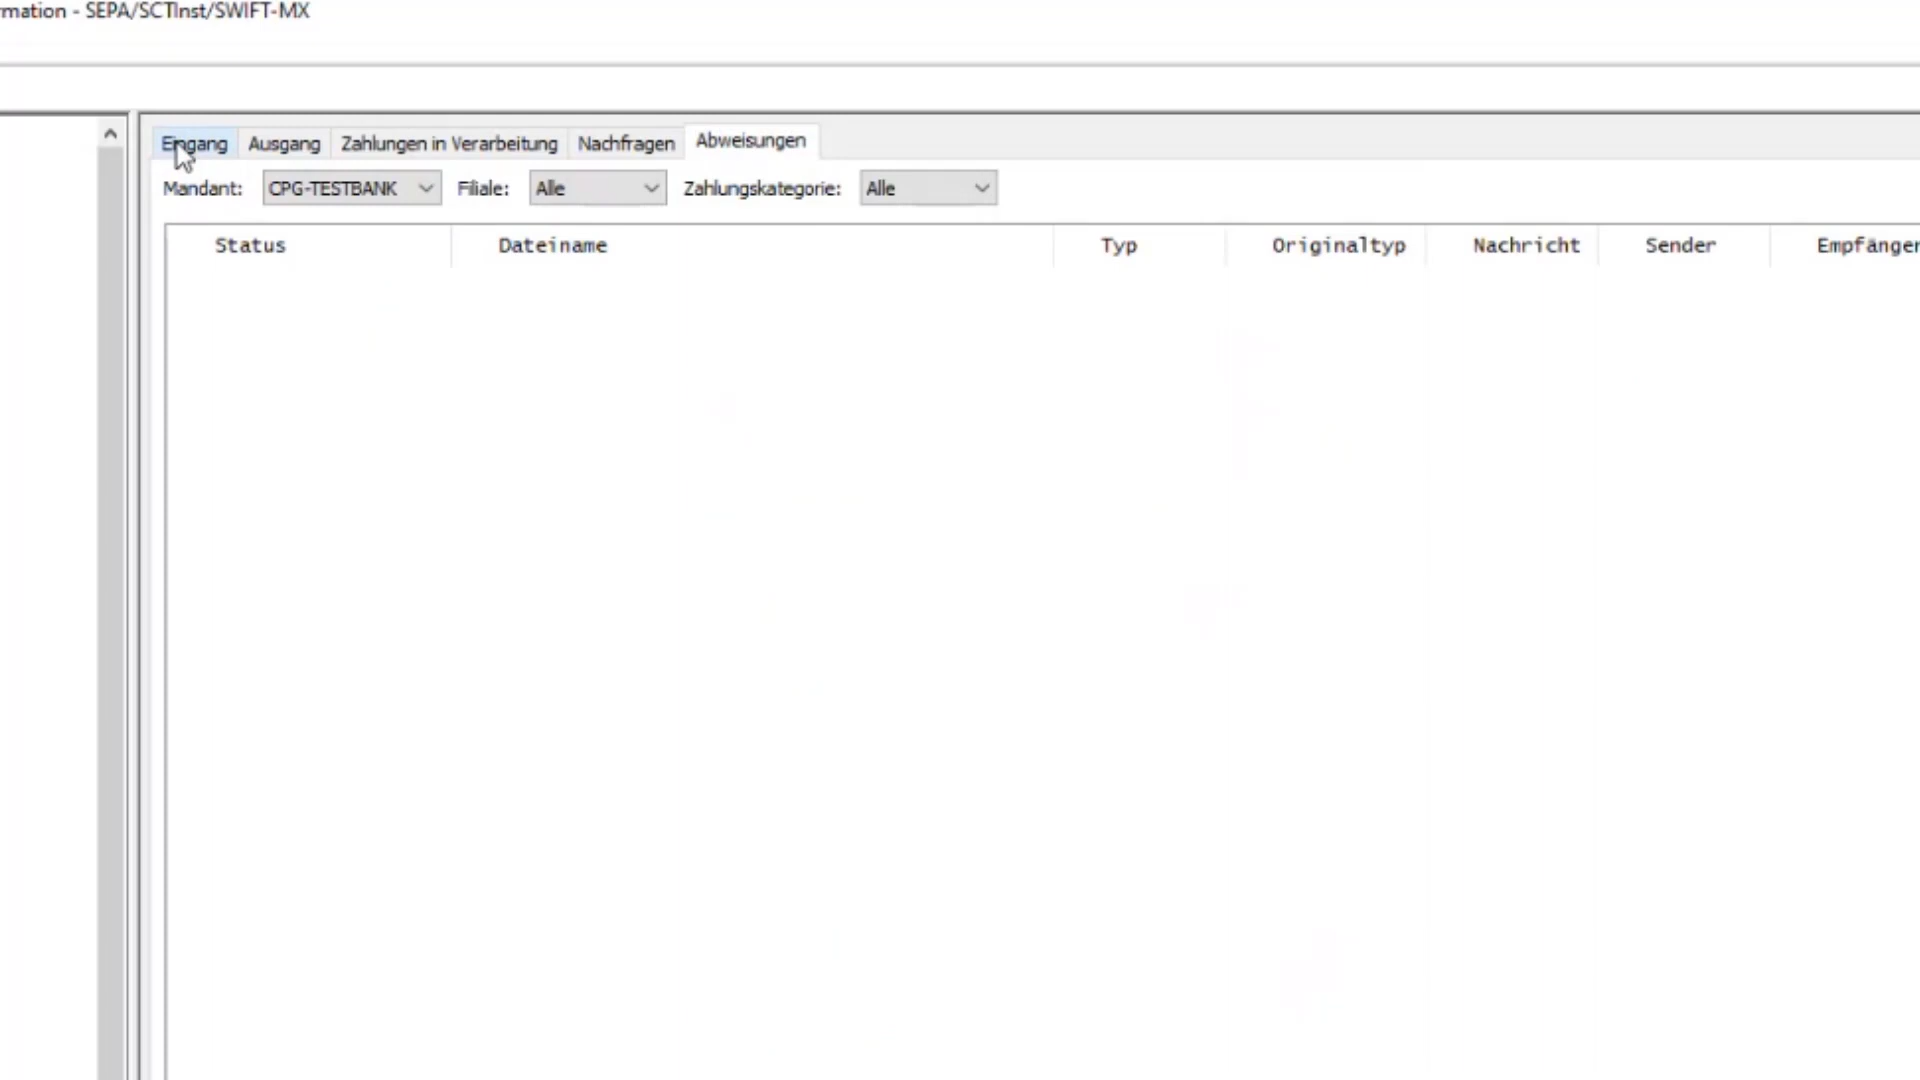 rmation - SEPA/SCTInst/SWIFT-MX
Eingang Ausgang Zahlungen in Verarbeitung Nachfragen Abweisungen
Mandant: CPG-TESTBANK Filiale: Alle Zahlungskategorie: Alle
Status Dateiname Typ Originaltyp Nachricht Sender Empfänger